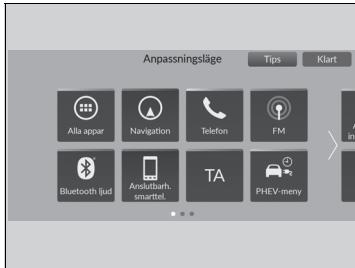 Anpassningsläge
Tips
Klart
Alla appar
Navigation
Telefon
FM
Bluetooth ljud
Anslutbarh.
smarttel.
TA
PHEV-meny